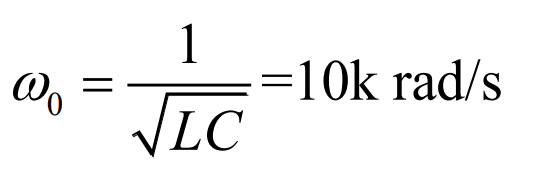 ω₀ = 1/√LC =10k rad/s